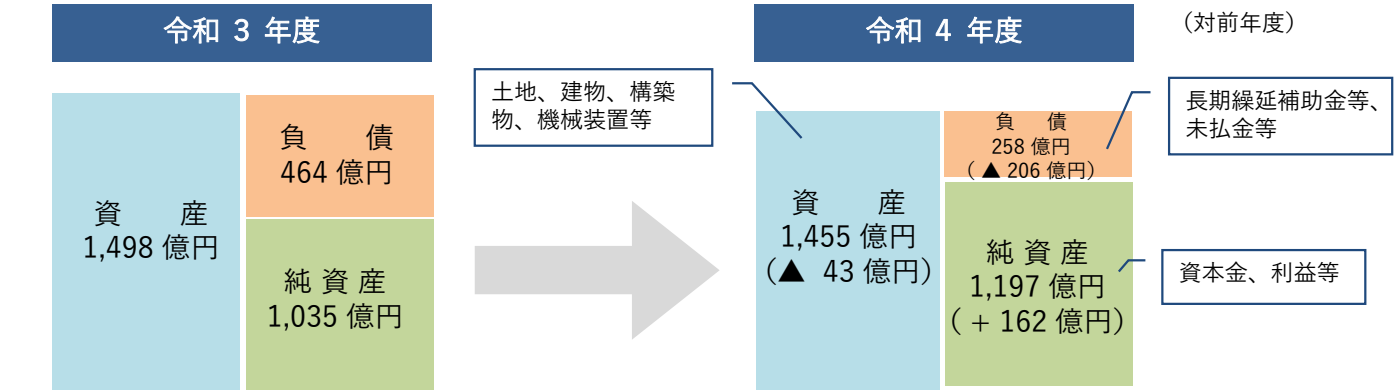 令和 3 年度
資　産
1,498 億円
負　債
464 億円
純 資 産
1,035 億円
令和 4 年度
(対前年度)
土地、建物、構築
物、機械装置等
資　産
1,455 億円
(▲ 43 億円)
負　債
258 億円
( ▲ 206 億円)
長期繰延補助金等、
未払金等
純 資 産
1,197 億円
( + 162 億円)
資本金、利益等